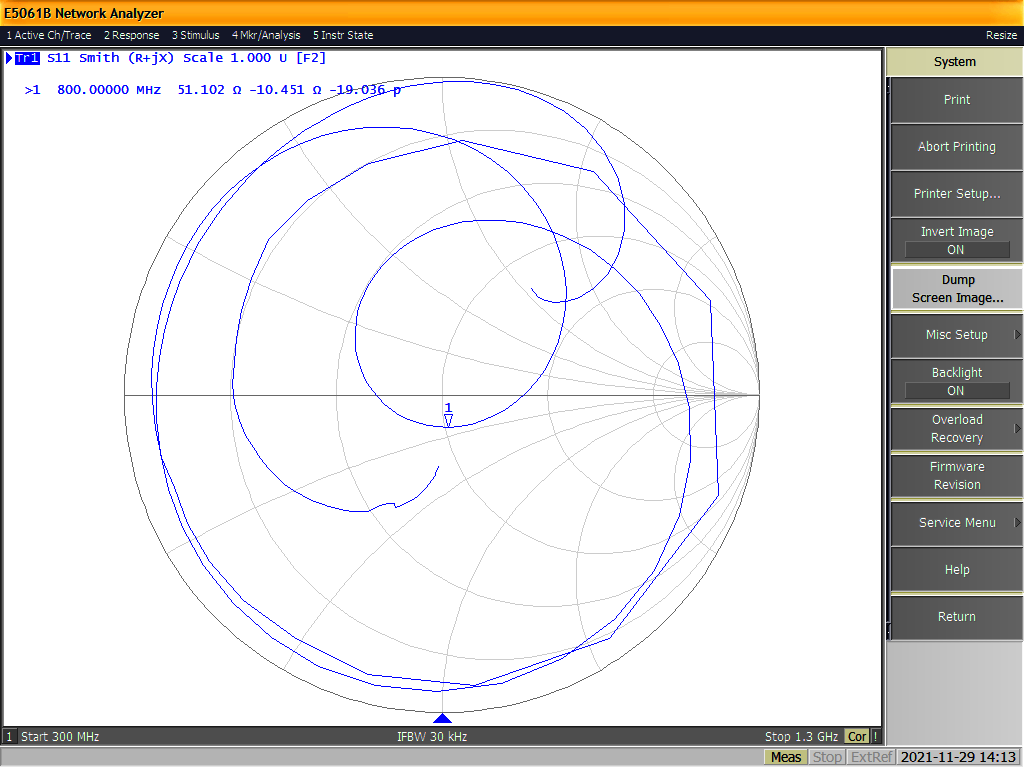 E5061B Network Analyzer
1 Active Ch/Trace 2 Response 3 Stimulus 4 Mkr/Analysis 5 Instr State Resize
Tr1 S11 Smith (R+jX) Scale 1.000 U [F2]
>1 800.00000 MHz 51.102 Ω -10.451 Ω -19.036 p
1
System
Print
Abort Printing
Printer Setup...
Invert Image
ON
Dump
Screen Image...
Misc Setup
Backlight
ON
Overload
Recovery
Firmware
Revision
Service Menu
Help
Return
1 Start 300 MHz IFBW 30 kHz Stop 1.3 GHz Cor !
Meas Stop ExtRef 2021-11-29 14:13